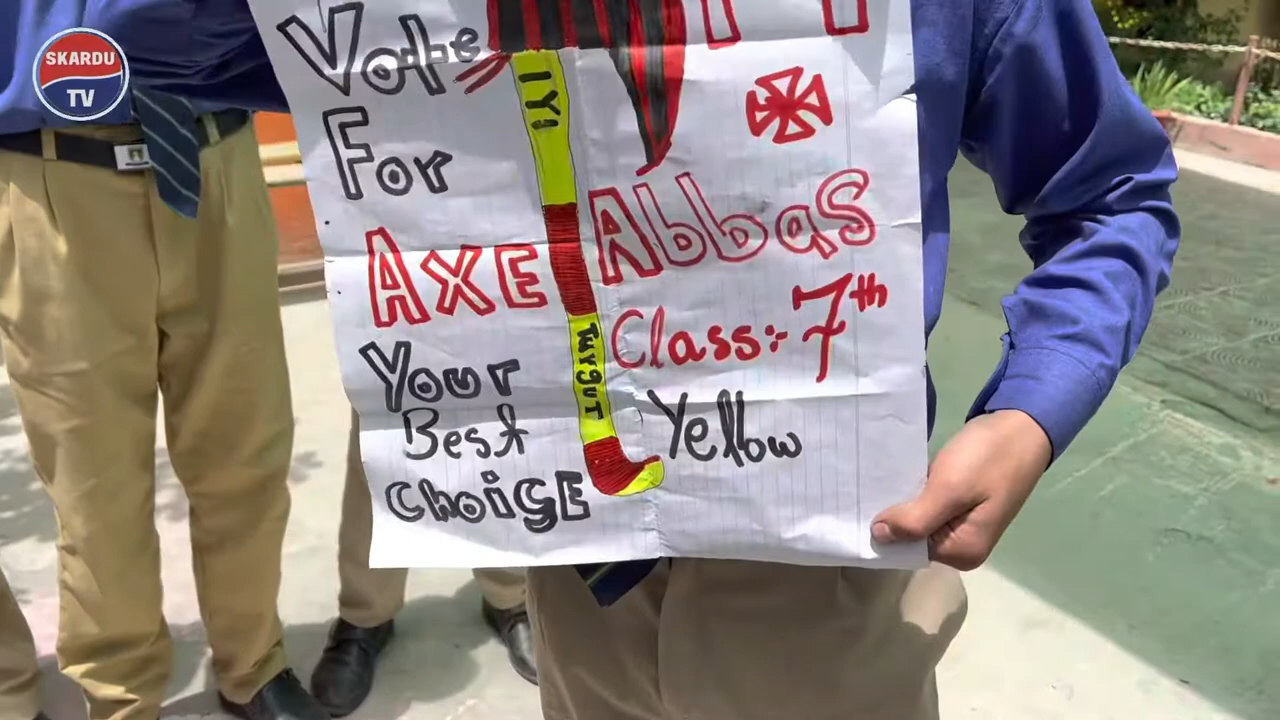 SKARDU
TV
Vote
For
AXE
Your
Best
choice
Abbas
Class:- 7th
Yellow